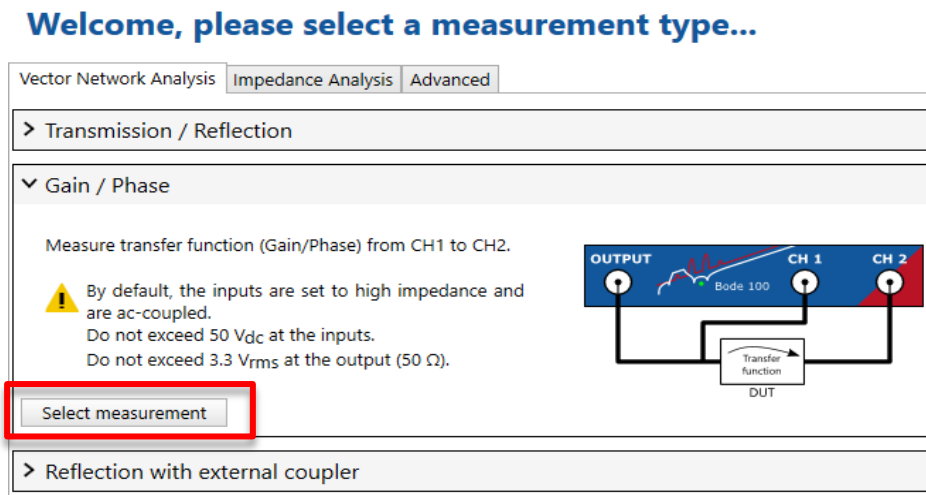 Welcome, please select a measurement type...
Vector Network Analysis
Impedance Analysis
Advanced
Transmission / Reflection
Gain / Phase
Measure transfer function (Gain/Phase) from CH1 to CH2.
By default, the inputs are set to high impedance and
are ac-coupled.
Do not exceed 50 Vdc at the inputs.
Do not exceed 3.3 Vrms at the output (50 Ω).
OUTPUT
CH 1
CH 2
Bode 100
Transfer
function
DUT
Select measurement
Reflection with external coupler